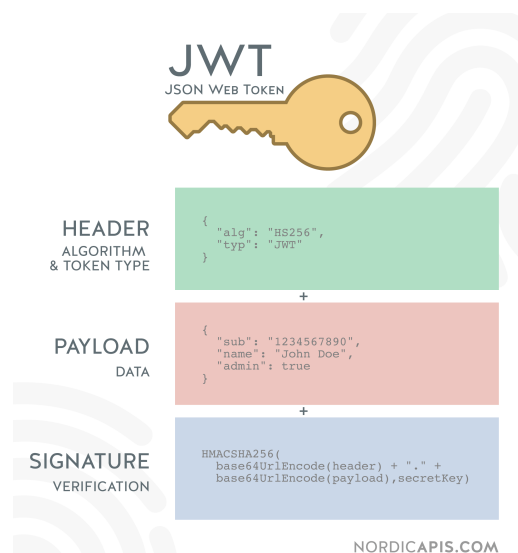 JWT
JSON WEB TOKEN
HEADER
ALGORITHM
& TOKEN TYPE
{
"alg": "HS256",
"typ": "JWT"
}
+
PAYLOAD
DATA
{
"sub": "1234567890",
"name": "John Doe",
"admin": true
}
+
SIGNATURE
VERIFICATION
HMACSHA256(
base64UrlEncode(header) + "." +
base64UrlEncode(payload),secretKey)
NORDICAPIS.COM